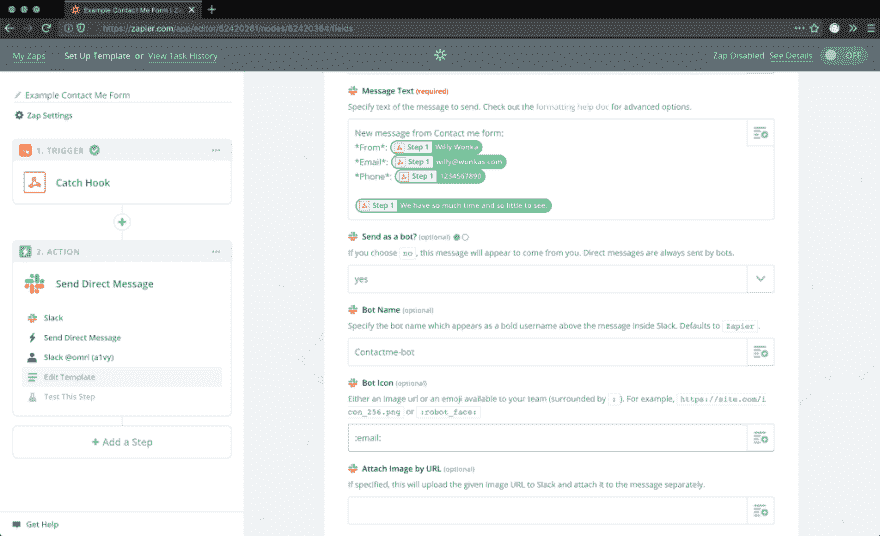 Example Contact Me Form | Za
https://zapier.com/app/editor/62420261/nodes/62420364/fields
My Zaps
Set Up Template or View Task History
Zap Disabled See Details
OFF
Example Contact Me Form
Zap Settings
1. TRIGGER
Catch Hook
2. ACTION
Send Direct Message
Slack
Send Direct Message
Slack @omri (a1vy)
Edit Template
Test This Step
+ Add a Step
Get Help
Message Text (required)
Specify text of the message to send. Check out the formatting help doc for advanced options.
New message from Contact me form:
*From*: Step 1 Willy Wonka
*Email*: Step 1 willy@wonkas.com
*Phone*: Step 1 1234567890
Step 1 We have so much time and so little to see.
Send as a bot? (optional)
If you choose no, this message will appear to come from you. Direct messages are always sent by bots.
yes
Bot Name (optional)
Specify the bot name which appears as a bold username above the message inside Slack. Defaults to Zapier.
Contactme-bot
Bot Icon (optional)
Either an image url or an emoji available to your team (surrounded by : ). For example, https://site.com/i
con_256.png or :robot_face:
:email:
Attach Image by URL (optional)
If specified, this will upload the given image URL to Slack and attach it to the message separately.